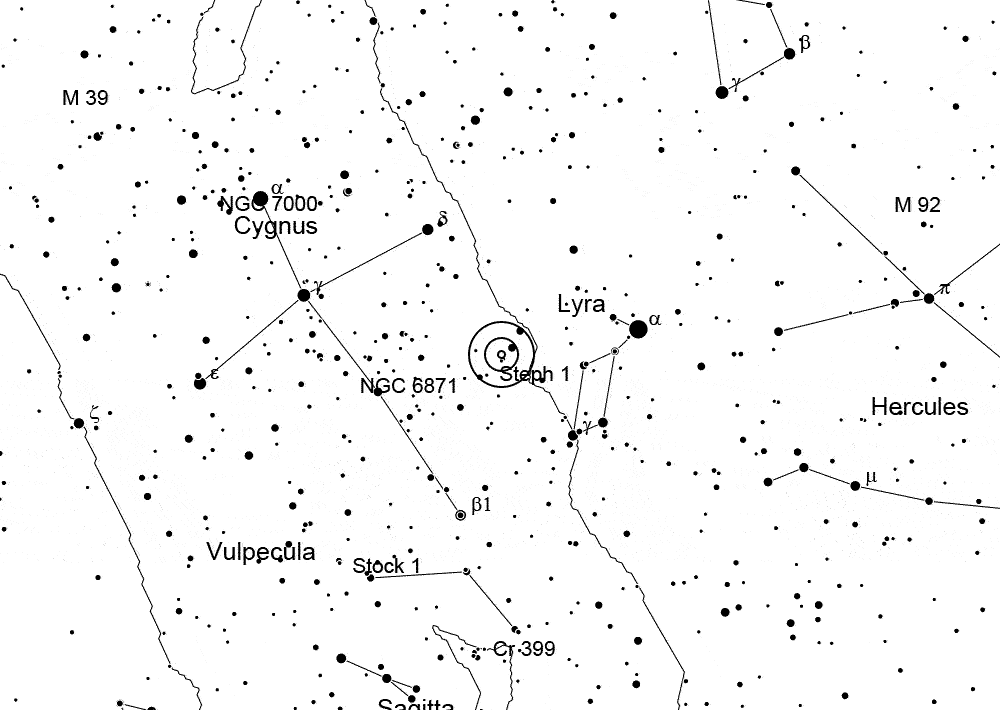 β
γ
M 39
α
NGC 7000
Cygnus
δ
M 92
γ
π
Lyra
α
ε
Steph 1
NGC 6871
ζ
Hercules
γ
μ
β1
Vulpecula
Stock 1
Cr 399
Sagitta